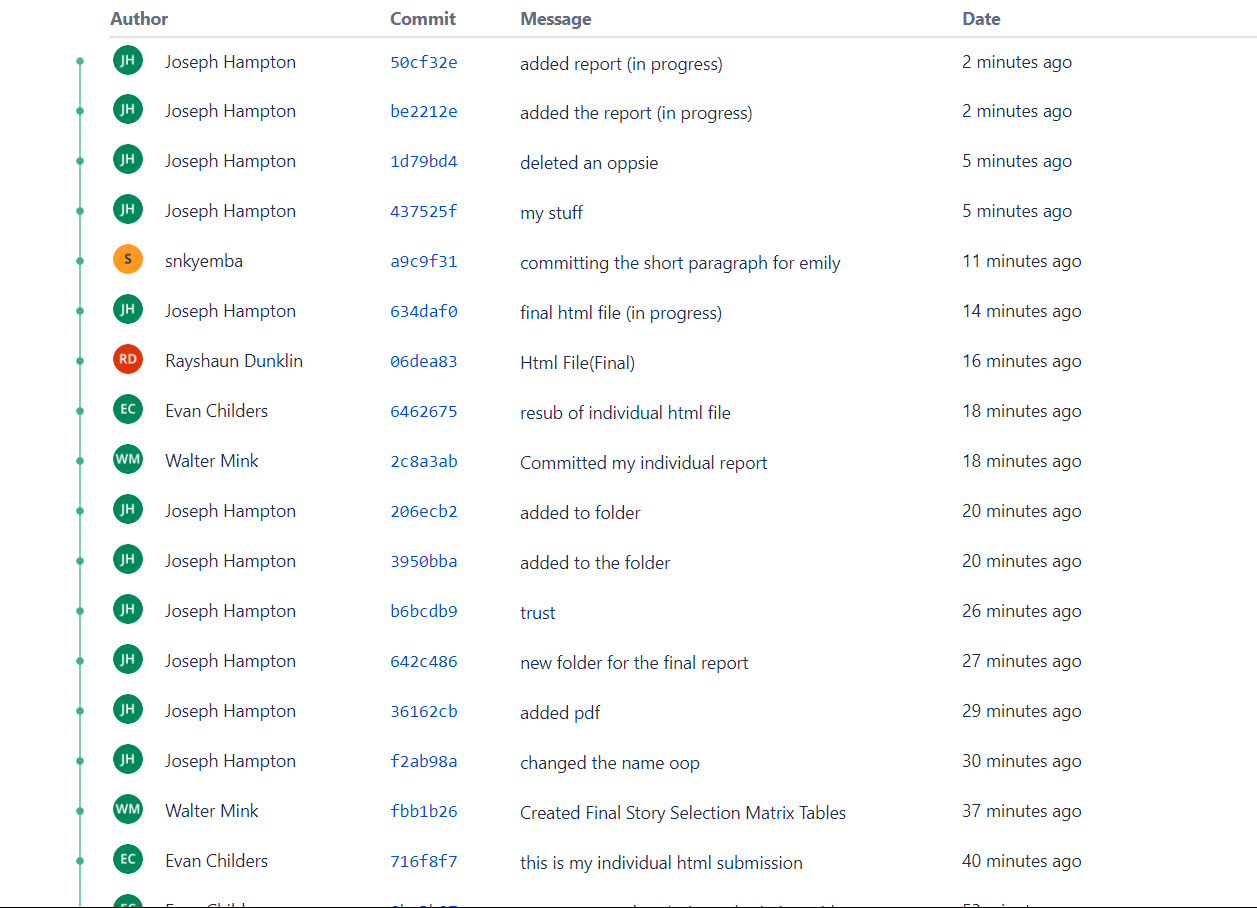 Author Commit Message Date
JH Joseph Hampton 50cf32e added report (in progress) 2 minutes ago
JH Joseph Hampton be2212e added the report (in progress) 2 minutes ago
JH Joseph Hampton 1d79bd4 deleted an oppsie 5 minutes ago
JH Joseph Hampton 437525f my stuff 5 minutes ago
S snkyemba a9c9f31 committing the short paragraph for emily 11 minutes ago
JH Joseph Hampton 634daf0 final html file (in progress) 14 minutes ago
RD Rayshaun Dunklin 06dea83 Html File(Final) 16 minutes ago
EC Evan Childers 6462675 resub of individual html file 18 minutes ago
WM Walter Mink 2c8a3ab Committed my individual report 18 minutes ago
JH Joseph Hampton 206ecb2 added to folder 20 minutes ago
JH Joseph Hampton 3950bba added to the folder 20 minutes ago
JH Joseph Hampton b6bcdb9 trust 26 minutes ago
JH Joseph Hampton 642c486 new folder for the final report 27 minutes ago
JH Joseph Hampton 36162cb added pdf 29 minutes ago
JH Joseph Hampton f2ab98a changed the name oop 30 minutes ago
WM Walter Mink fbb1b26 Created Final Story Selection Matrix Tables 37 minutes ago
EC Evan Childers 716f8f7 this is my individual html submission 40 minutes ago